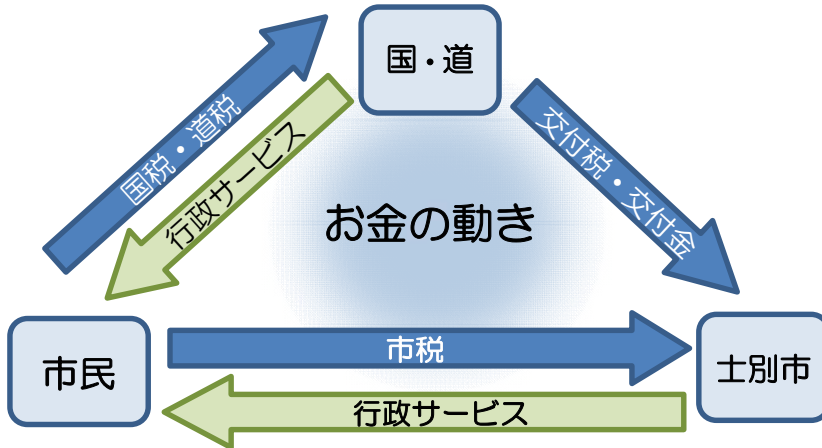 国・道
国税・道税
行政サービス
交付税・交付金
お金の動き
市民
市税
士別市
行政サービス